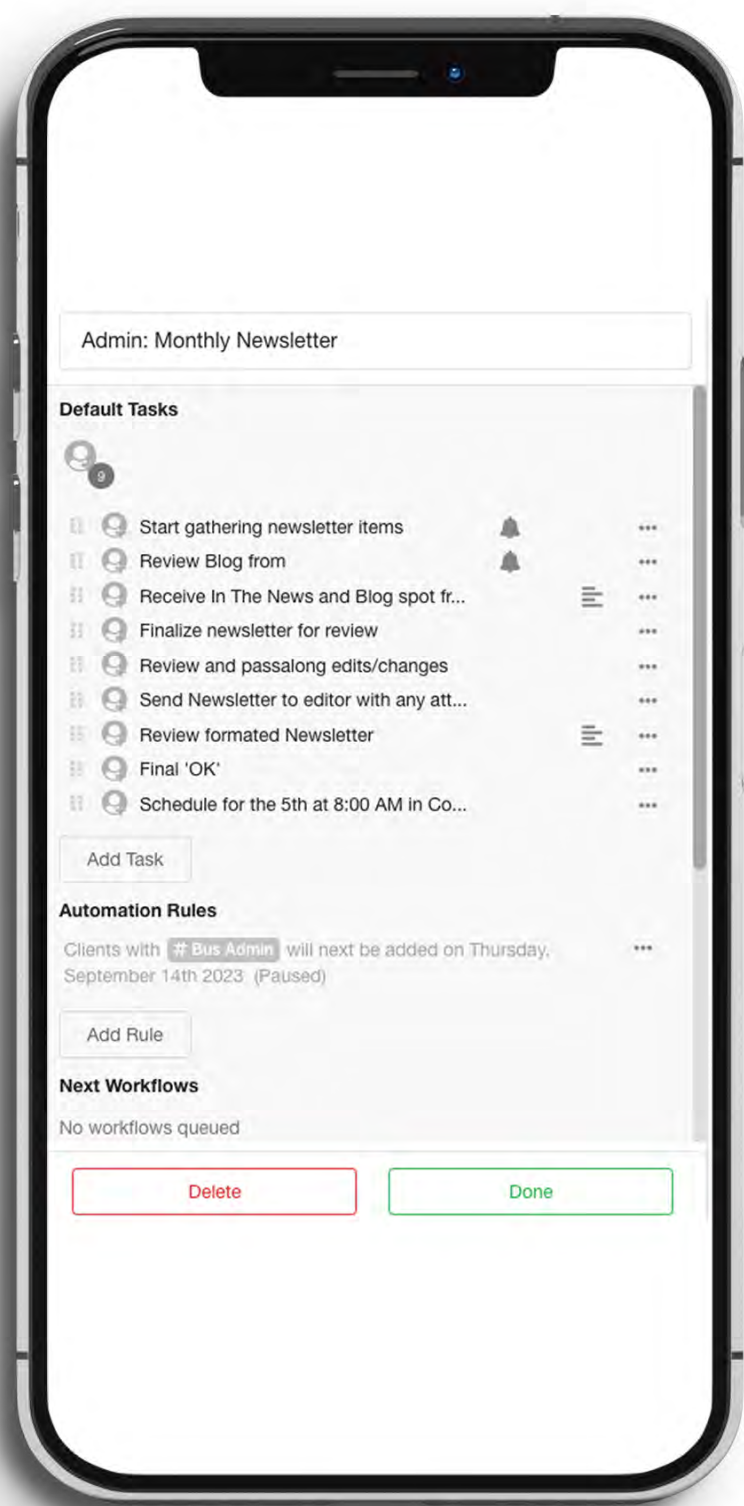 Admin: Monthly Newsletter
Default Tasks
9
Start gathering newsletter items
Review Blog from
Receive In The News and Blog spot fr...
Finalize newsletter for review
Review and passalong edits/changes
Send Newsletter to editor with any att...
Review formated Newsletter
Final 'OK'
Schedule for the 5th at 8:00 AM in Co...
Add Task
Automation Rules
Clients with # Bus Admin will next be added on Thursday,
September 14th 2023 (Paused)
Add Rule
Next Workflows
No workflows queued
Delete Done